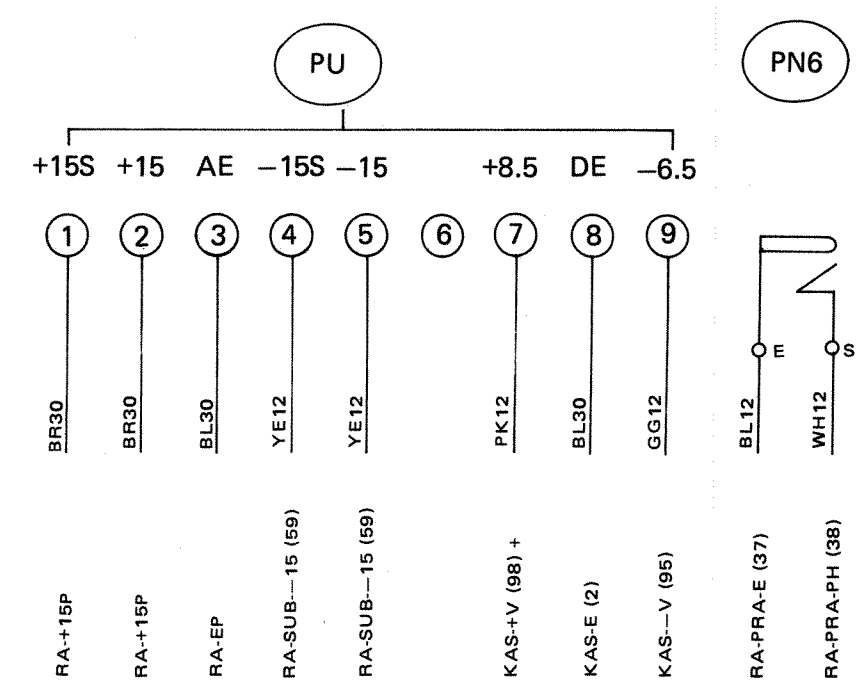 PU PN6
+15S +15 AE −15S −15 +8.5 DE −6.5
1 2 3 4 5 6 7 8 9
E S
BR30 BR30 BL30 YE12 YE12 PK12 BL30 GG12 BL12 WH12
RA-+15P
RA-+15P
RA-EP
RA-SUB-—15 (59)
RA-SUB-—15 (59)
KAS-+V (98) +
KAS-E (2)
KAS-—V (95)
RA-PRA-E (37)
RA-PRA-PH (38)